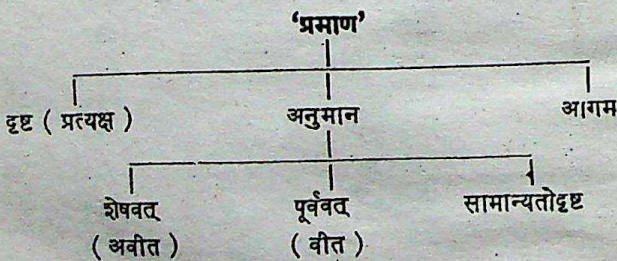 ‘प्रमाण’
दृष्ट ( प्रत्यक्ष ) अनुमान आगम
शेषवत् पूर्ववत् सामान्यतोदृष्ट
( अवीत ) ( वीत )